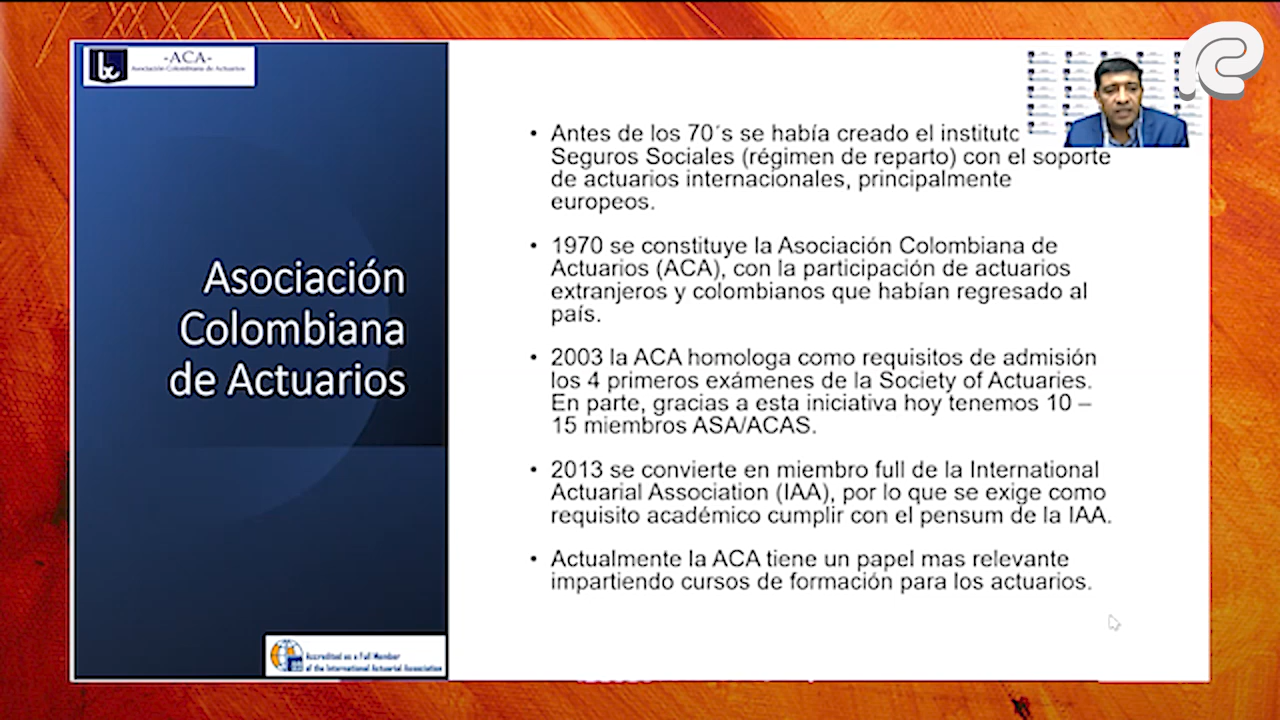 -ACA-
Asociación Colombiana de Actuarios
Asociación
Colombiana
de Actuarios
• Antes de los 70´s se había creado el instituto
Seguros Sociales (régimen de reparto) con el soporte
de actuarios internacionales, principalmente
europeos.
• 1970 se constituye la Asociación Colombiana de
Actuarios (ACA), con la participación de actuarios
extranjeros y colombianos que habían regresado al
país.
• 2003 la ACA homologa como requisitos de admisión
los 4 primeros exámenes de la Society of Actuaries.
En parte, gracias a esta iniciativa hoy tenemos 10 –
15 miembros ASA/ACAS.
• 2013 se convierte en miembro full de la International
Actuarial Association (IAA), por lo que se exige como
requisito académico cumplir con el pensum de la IAA.
• Actualmente la ACA tiene un papel mas relevante
impartiendo cursos de formación para los actuarios.
Accredited as a Full Member
of the International Actuarial Association